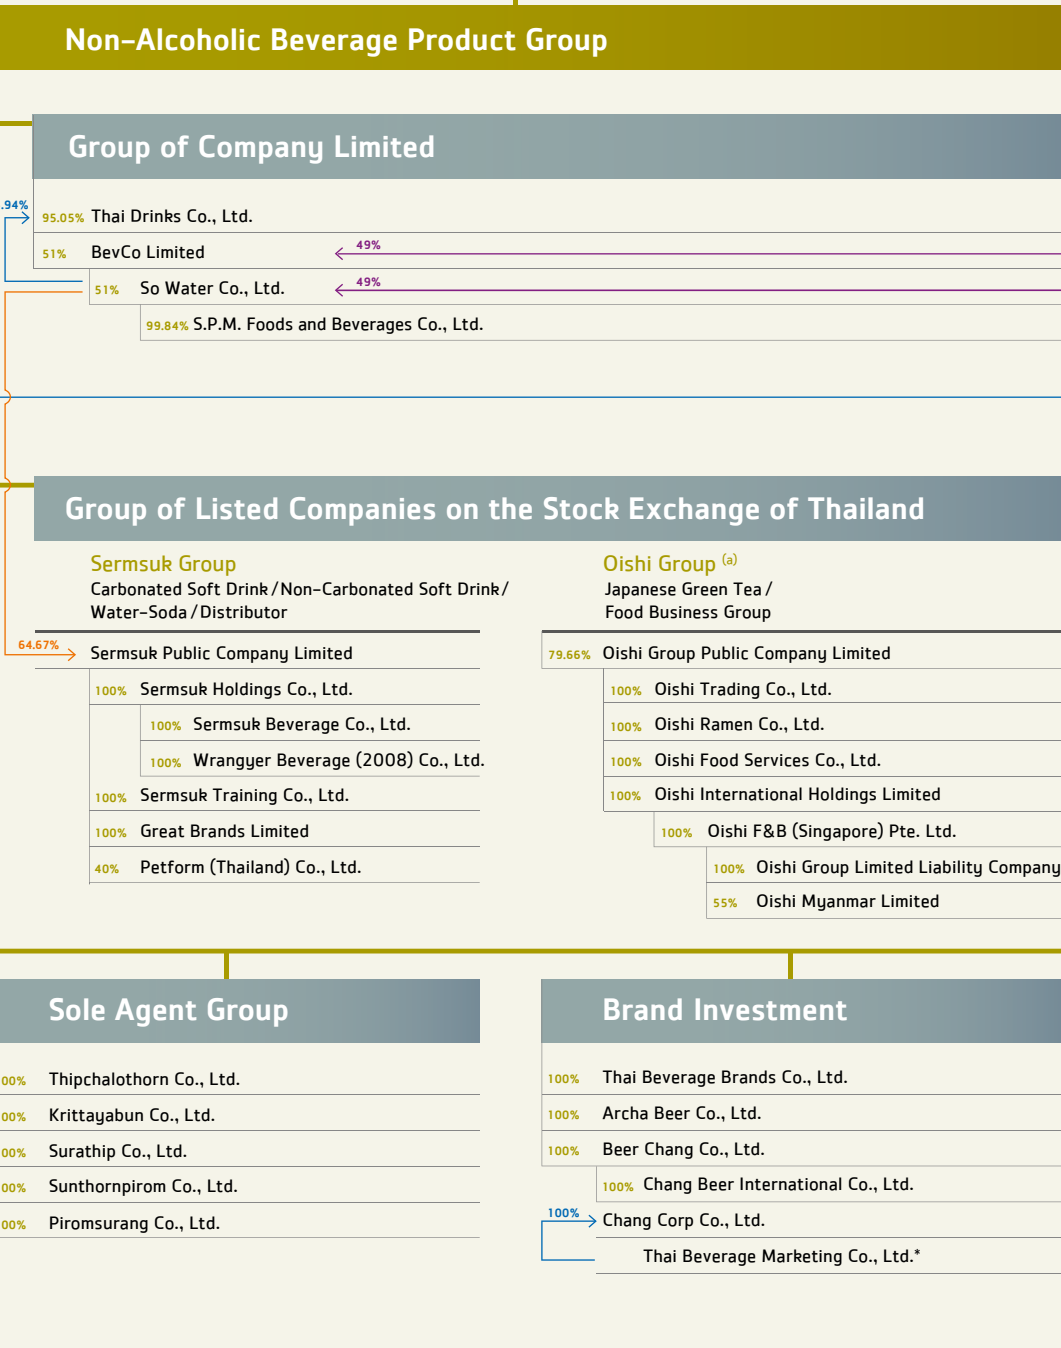 Non-Alcoholic Beverage Product Group
Group of Company Limited
.94%
95.05% Thai Drinks Co., Ltd.
51% BevCo Limited 49%
51% So Water Co., Ltd. 49%
99.84% S.P.M. Foods and Beverages Co., Ltd.
Group of Listed Companies on the Stock Exchange of Thailand
Sermsuk Group
Carbonated Soft Drink/Non-Carbonated Soft Drink/
Water-Soda/Distributor
64.67% Sermsuk Public Company Limited
100% Sermsuk Holdings Co., Ltd.
100% Sermsuk Beverage Co., Ltd.
100% Wrangyer Beverage (2008) Co., Ltd.
100% Sermsuk Training Co., Ltd.
100% Great Brands Limited
40% Petform (Thailand) Co., Ltd.
Oishi Group (a)
Japanese Green Tea/
Food Business Group
79.66% Oishi Group Public Company Limited
100% Oishi Trading Co., Ltd.
100% Oishi Ramen Co., Ltd.
100% Oishi Food Services Co., Ltd.
100% Oishi International Holdings Limited
100% Oishi F&B (Singapore) Pte. Ltd.
100% Oishi Group Limited Liability Company
55% Oishi Myanmar Limited
Sole Agent Group
00% Thipchalothorn Co., Ltd.
00% Krittayabun Co., Ltd.
00% Surathip Co., Ltd.
00% Sunthornpirom Co., Ltd.
00% Piromsurang Co., Ltd.
Brand Investment
100% Thai Beverage Brands Co., Ltd.
100% Archa Beer Co., Ltd.
100% Beer Chang Co., Ltd.
100% Chang Beer International Co., Ltd.
100% Chang Corp Co., Ltd.
Thai Beverage Marketing Co., Ltd.*